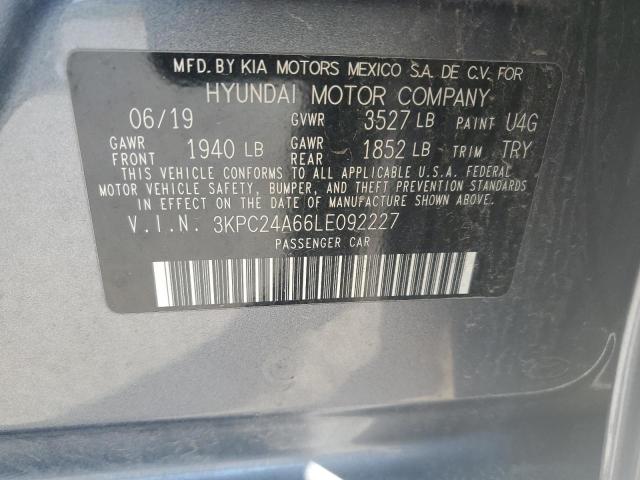 MFD. BY KIA MOTORS MEXICO S.A. DE C.V. FOR
HYUNDAI MOTOR COMPANY
06/19 GVWR 3527 LB PAINT U4G
GAWR FRONT 1940 LB GAWR REAR 1852 LB TRIM TRY
THIS VEHICLE CONFORMS TO ALL APPLICABLE U.S.A. FEDERAL
MOTOR VEHICLE SAFETY, BUMPER, AND THEFT PREVENTION STANDARDS
IN EFFECT ON THE DATE OF MANUFACTURE SHOWN ABOVE.
V.I.N. 3KPC24A66LE092227
PASSENGER CAR